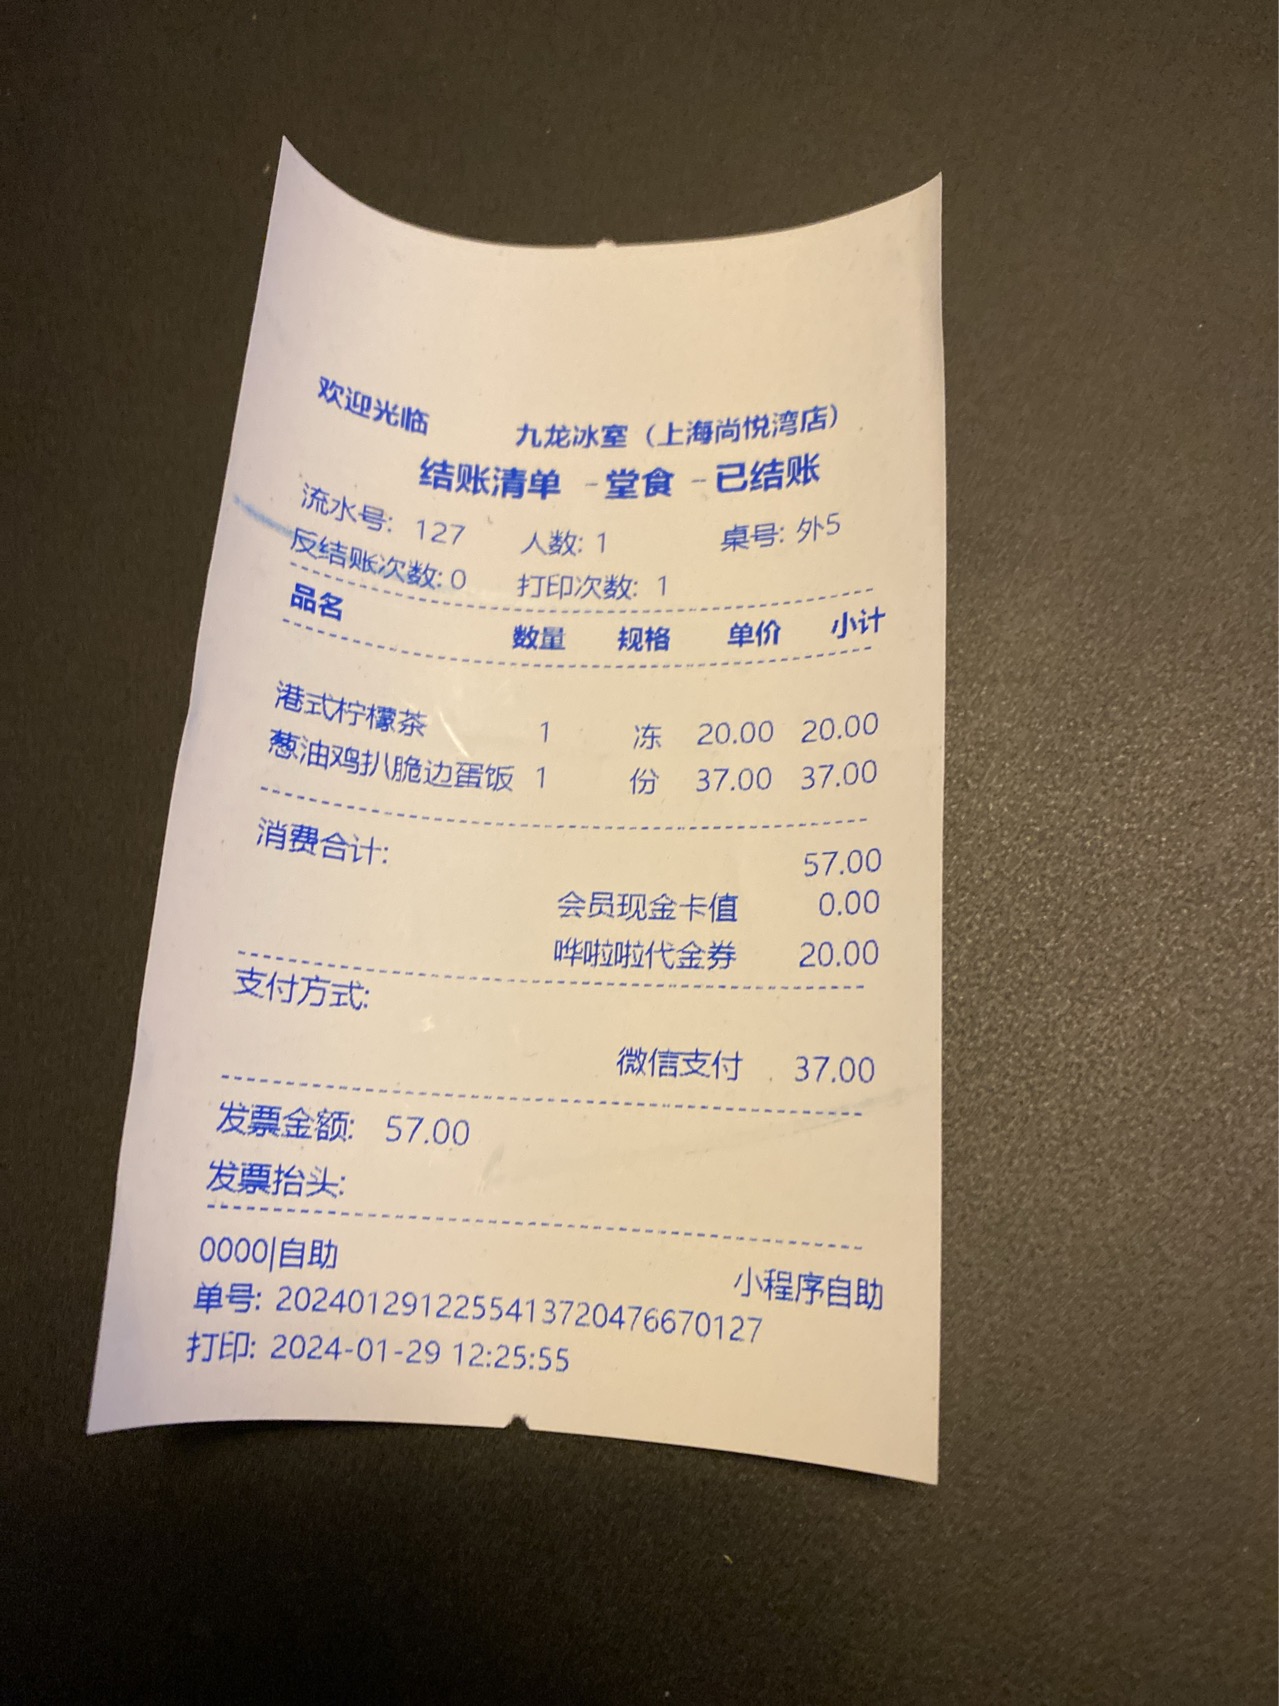 欢迎光临
九龙冰室（上海尚悦湾店）
结账清单 -堂食 -已结账
流水号: 127 人数: 1 桌号: 外5
反结账次数: 0 打印次数: 1
品名 数量 规格 单价 小计
港式柠檬茶 1 冻 20.00 20.00
葱油鸡扒脆边蛋饭 1 份 37.00 37.00
消费合计: 57.00
会员现金卡值 0.00
哗啦啦代金券 20.00
支付方式:
微信支付 37.00
发票金额: 57.00
发票抬头:
0000|自助 小程序自助
单号: 20240129122554137204766​70127
打印: 2024-01-29 12:25:55